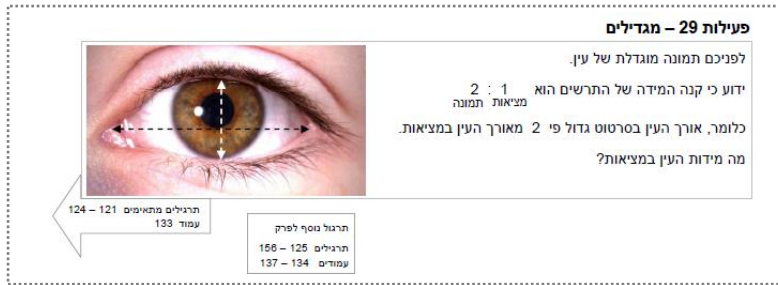 פעילות 29 – מגדילים
לפניכם תמונה מוגדלת של עין.
ידוע כי קנה המידה של התרשים הוא 1 : 2
מציאות תמונה
כלומר, אורך העין בסרטוט גדול פי 2 מאורך העין במציאות.
מה מידות העין במציאות?
תרגילים מתאימים 121 – 124
עמוד 133
תרגול נוסף לפרק
תרגילים 125 – 156
עמודים 134 – 137